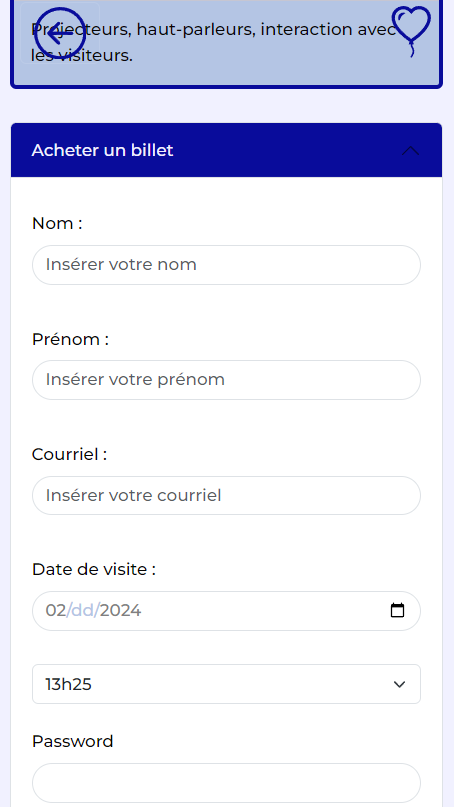 Projecteurs, haut-parleurs, interaction avec
les visiteurs.
Acheter un billet
Nom :
Insérer votre nom
Prénom :
Insérer votre prénom
Courriel :
Insérer votre courriel
Date de visite :
02/dd/2024
13h25
Password